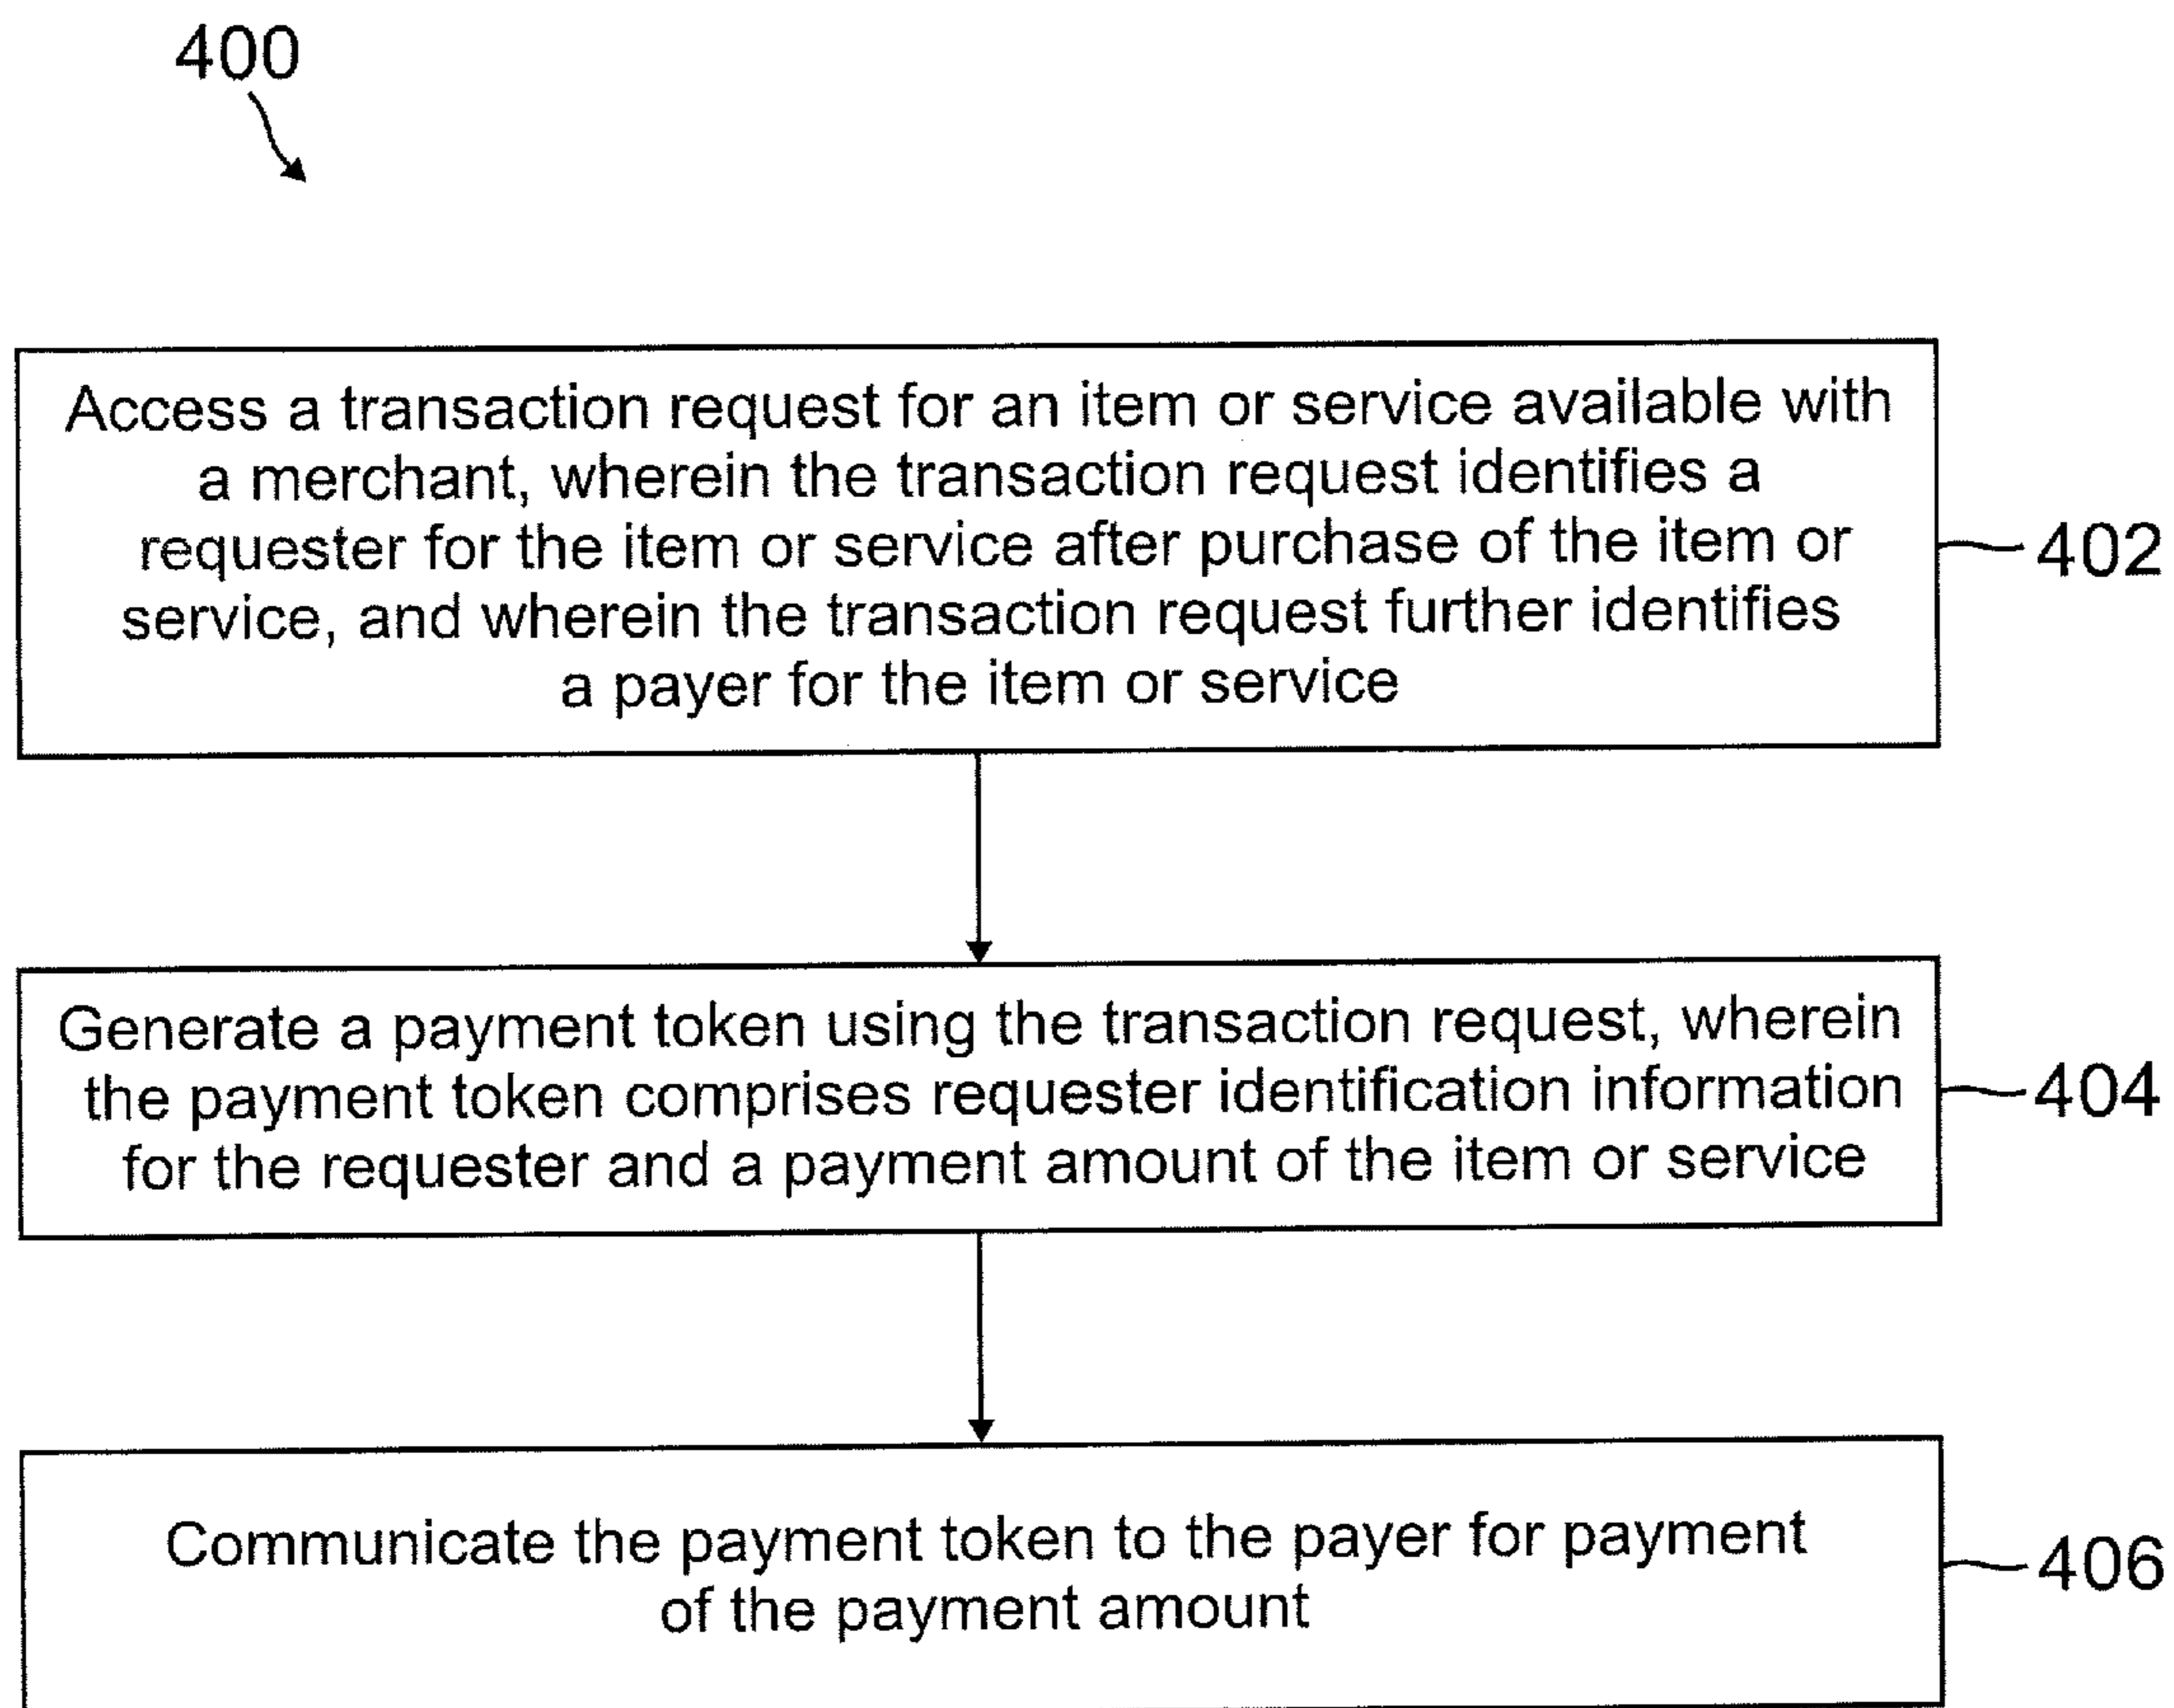 400
Access a transaction request for an item or service available with
a merchant, wherein the transaction request identifies a
requester for the item or service after purchase of the item or
service, and wherein the transaction request further identifies
a payer for the item or service
402
Generate a payment token using the transaction request, wherein
the payment token comprises requester identification information
for the requester and a payment amount of the item or service
404
Communicate the payment token to the payer for payment
of the payment amount
406